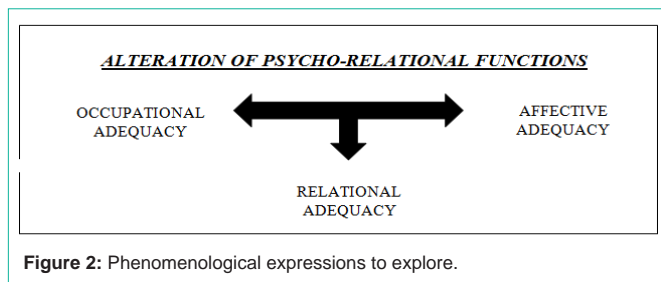 ALTERATION OF PSYCHO-RELATIONAL FUNCTIONS
OCCUPATIONAL
ADEQUACY
AFFECTIVE
ADEQUACY
RELATIONAL
ADEQUACY
Figure 2: Phenomenological expressions to explore.